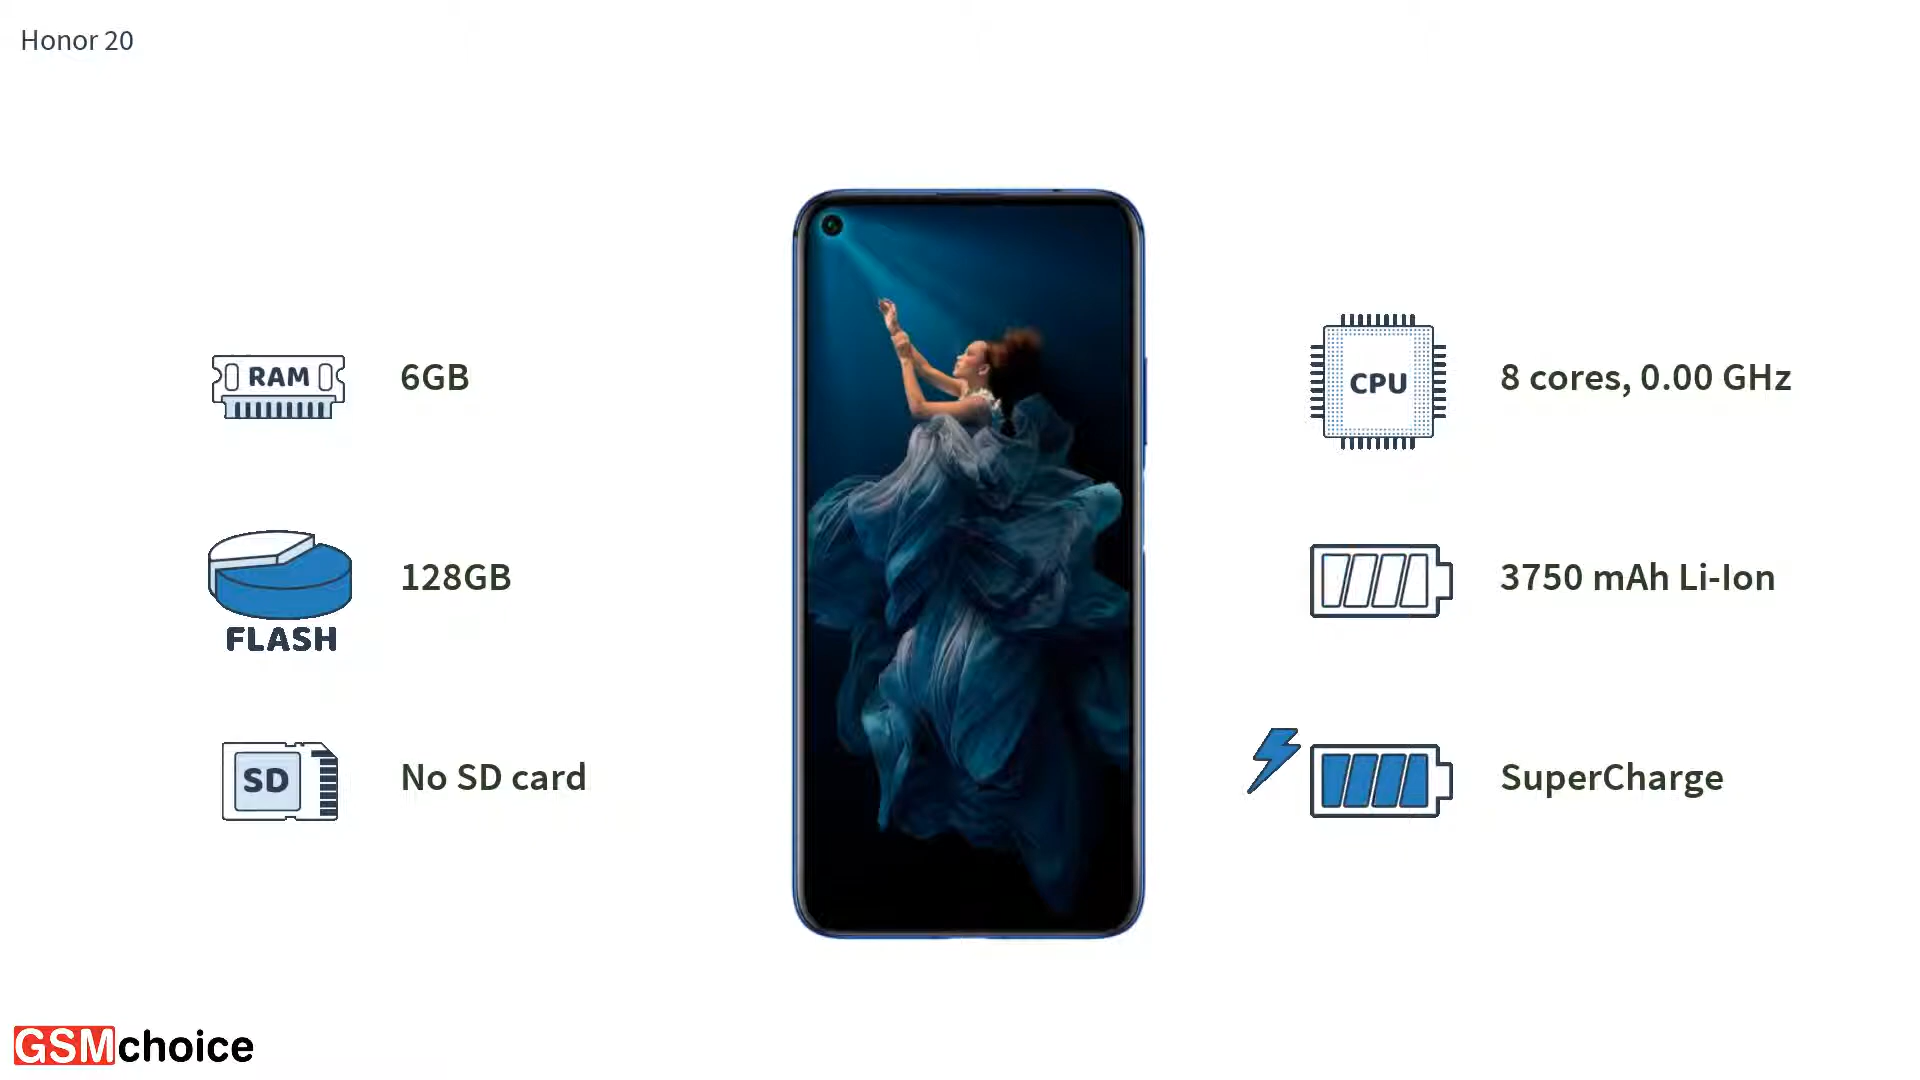 Honor 20
RAM
6GB
FLASH
128GB
SD
No SD card
CPU
8 cores, 0.00 GHz
3750 mAh Li-Ion
SuperCharge
GSMchoice